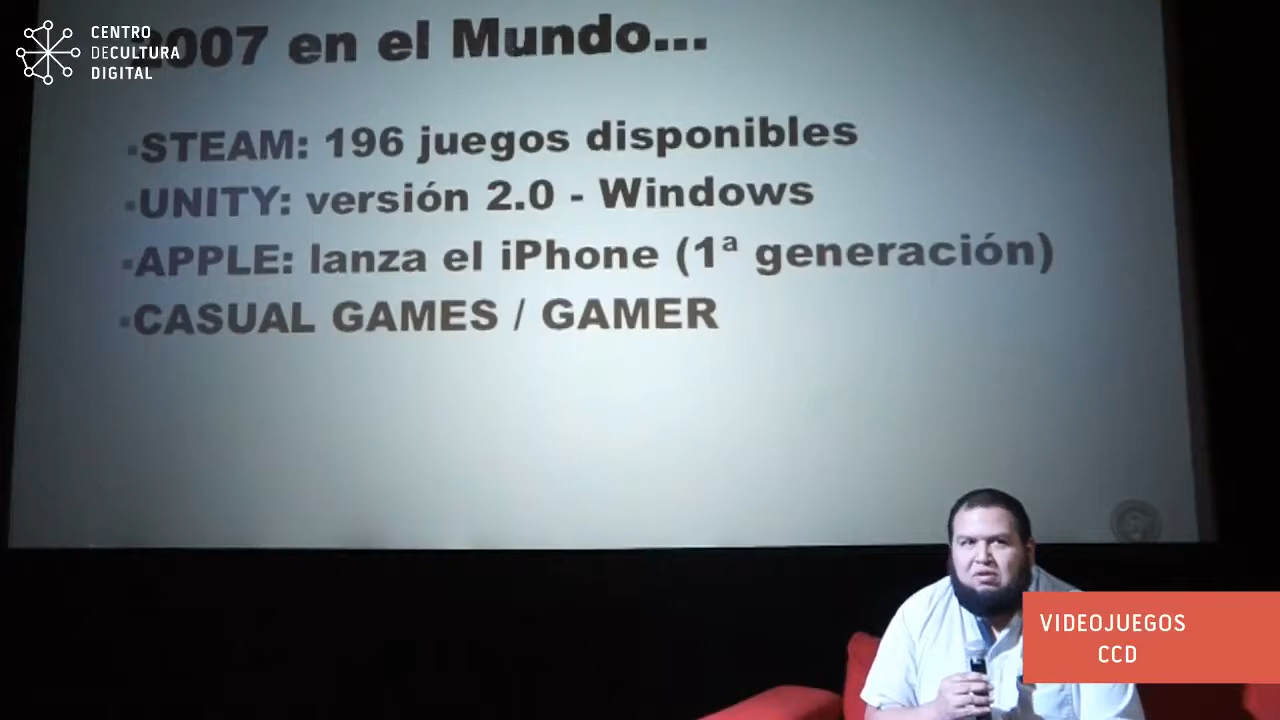 CENTRO
DECULTURA
DIGITAL
2007 en el Mundo...
▪STEAM: 196 juegos disponibles
▪UNITY: versión 2.0 - Windows
▪APPLE: lanza el iPhone (1ª generación)
▪CASUAL GAMES / GAMER
VIDEOJUEGOS
CCD